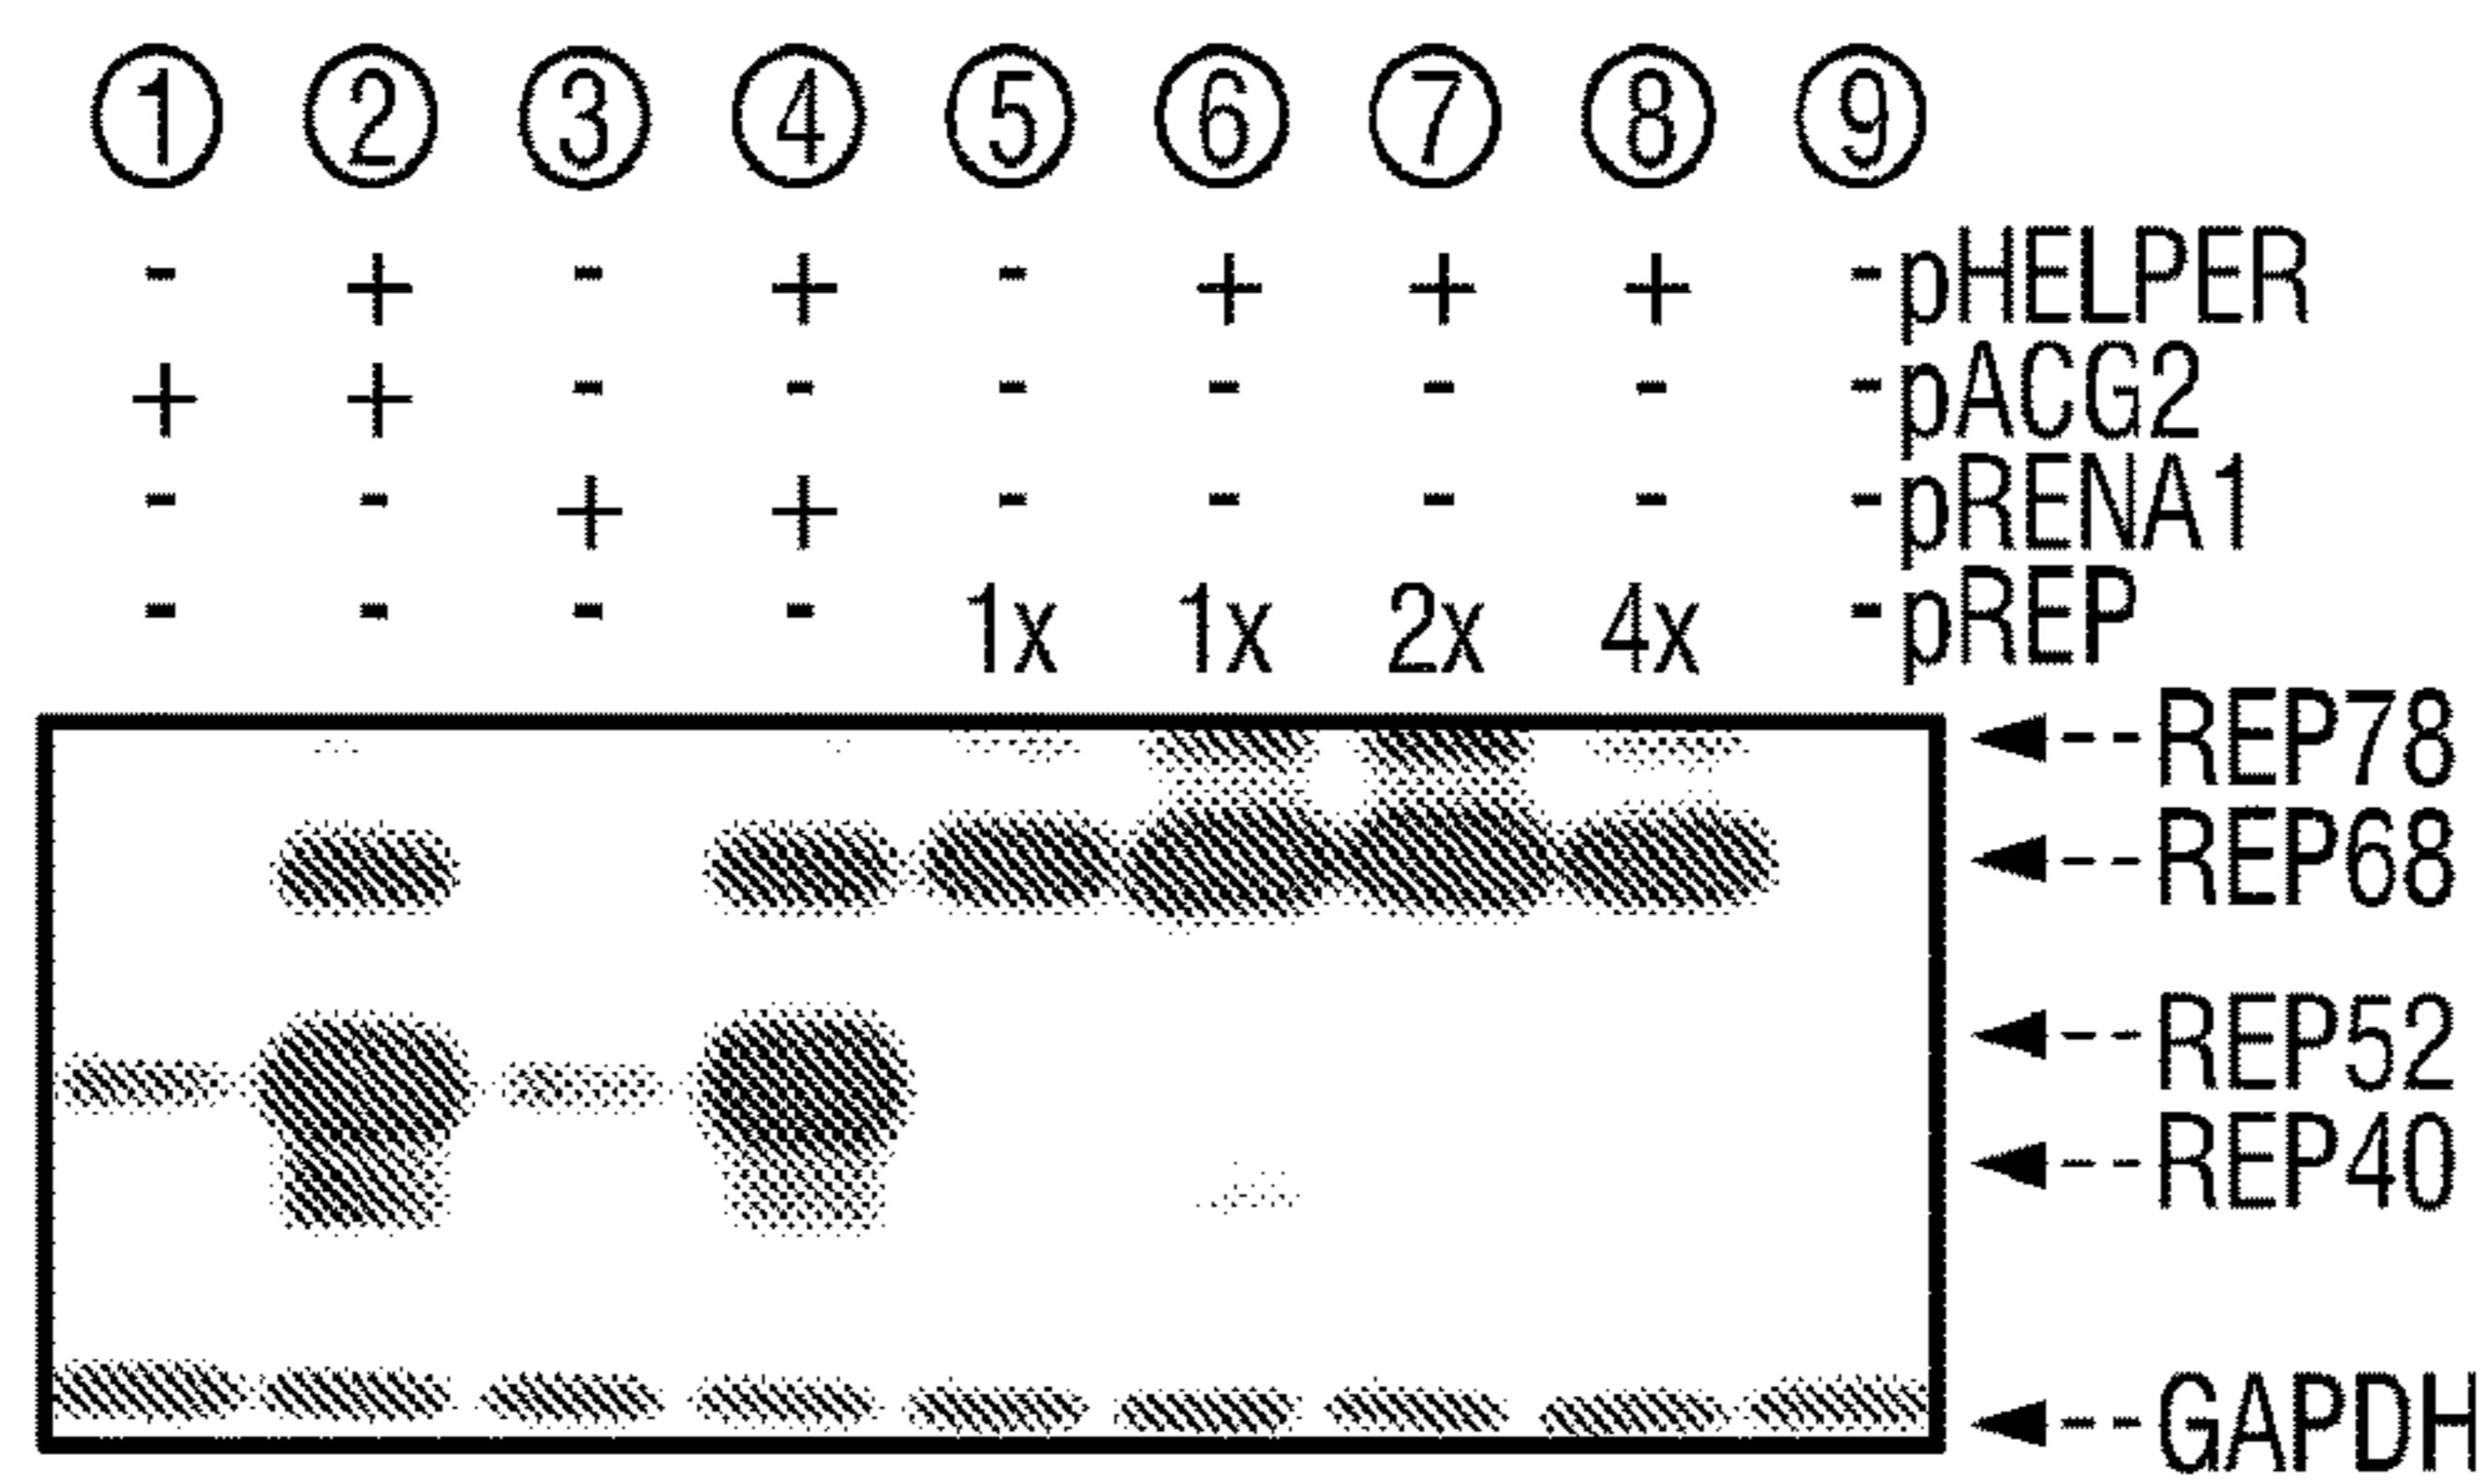 ① ② ③ ④ ⑤ ⑥ ⑦ ⑧ ⑨
- + - + - + + + - pHELPER
+ + - - - - - - - pACG2
- - + + - - - - - pRENA1
- - - - 1x 1x 2x 4x - pREP
REP78
REP68
REP52
REP40
GAPDH